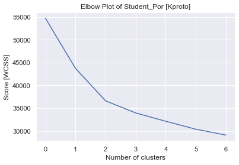 Elbow Plot of Student_Por [Kproto]
Score [WCSS]
55000
50000
45000
40000
35000
30000
0 1 2 3 4 5 6
Number of clusters